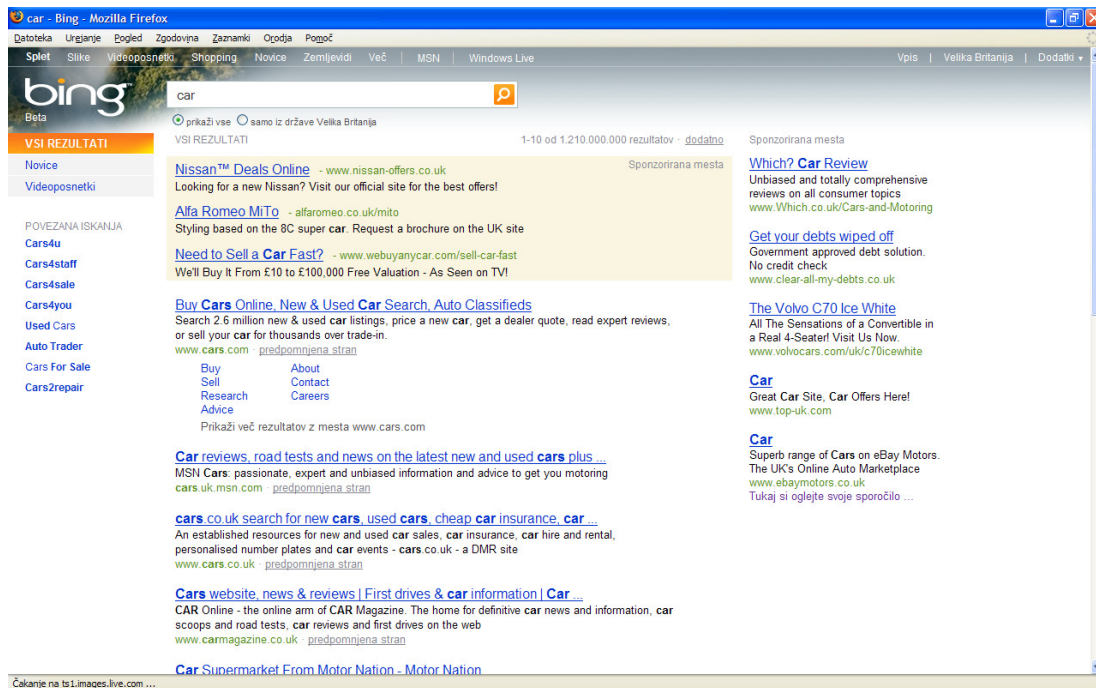 car - Bing - Mozilla Firefox
Datoteka Urejanje Pogled Zgodovina Zaznamki Orodja Pomoč
Splet Slike Videoposnetki Shopping Novice Zemljevidi Več | MSN | Windows Live Vpis | Velika Britanija | Dodatki
bing™
Beta
car
prikaži vse samo iz države Velika Britanija
VSI REZULTATI
Novice
Videoposnetki
POVEZANA ISKANJA
Cars4u
Cars4staff
Cars4sale
Cars4you
Used Cars
Auto Trader
Cars For Sale
Cars2repair
VSI REZULTATI 1-10 od 1.210.000.000 rezultatov · dodatno
Sponzorirana mesta
Nissan™ Deals Online - www.nissan-offers.co.uk
Looking for a new Nissan? Visit our official site for the best offers!
Alfa Romeo MiTo - alfaromeo.co.uk/mito
Styling based on the 8C super car. Request a brochure on the UK site
Need to Sell a Car Fast? - www.webuyanycar.com/sell-car-fast
We'll Buy It From £10 to £100,000 Free Valuation - As Seen on TV!
Buy Cars Online, New & Used Car Search, Auto Classifieds
Search 2.6 million new & used car listings, price a new car, get a dealer quote, read expert reviews,
or sell your car for thousands over trade-in.
www.cars.com · predpomnjena stran
Buy About
Sell Contact
Research Careers
Advice
Prikaži več rezultatov z mesta www.cars.com
Car reviews, road tests and news on the latest new and used cars plus ...
MSN Cars: passionate, expert and unbiased information and advice to get you motoring
cars.uk.msn.com · predpomnjena stran
cars.co.uk search for new cars, used cars, cheap car insurance, car ...
An established resources for new and used car sales, car insurance, car hire and rental,
personalised number plates and car events - cars.co.uk - a DMR site
www.cars.co.uk · predpomnjena stran
Cars website, news & reviews | First drives & car information | Car ...
CAR Online - the online arm of CAR Magazine. The home for definitive car news and information, car
scoops and road tests, car reviews and first drives on the web
www.carmagazine.co.uk · predpomnjena stran
Car Supermarket From Motor Nation - Motor Nation
Sponzorirana mesta
Which? Car Review
Unbiased and totally comprehensive
reviews on all consumer topics
www.Which.co.uk/Cars-and-Motoring
Get your debts wiped off
Government approved debt solution.
No credit check
www.clear-all-my-debts.co.uk
The Volvo C70 Ice White
All The Sensations of a Convertible in
a Real 4-Seater! Visit Us Now.
www.volvocars.com/uk/c70icewhite
Car
Great Car Site, Car Offers Here!
www.top-uk.com
Car
Superb range of Cars on eBay Motors.
The UK's Online Auto Marketplace
www.ebaymotors.co.uk
Tukaj si oglejte svoje sporočilo ...
Čakanje na ts1.images.live.com ...